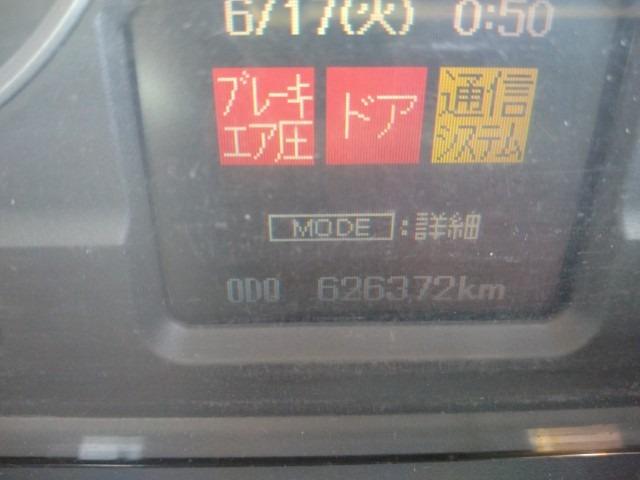 6/17(火) 0:50
ブレーキ エア圧
ドア
通信 システム
MODE :詳細
ODO 626372km